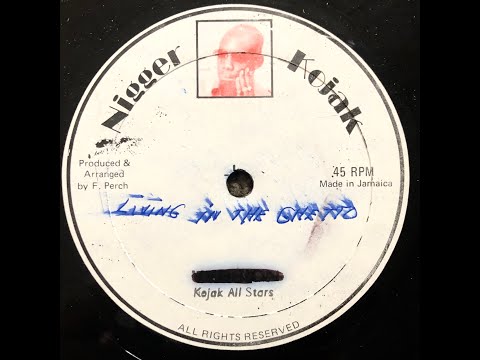 Nigger Kojak
Produced &
Arranged
by F. Perch
.45 RPM
Made in Jamaica
LIVING IN THE GHETTO
Kojak All Stars
ALL RIGHTS RESERVED